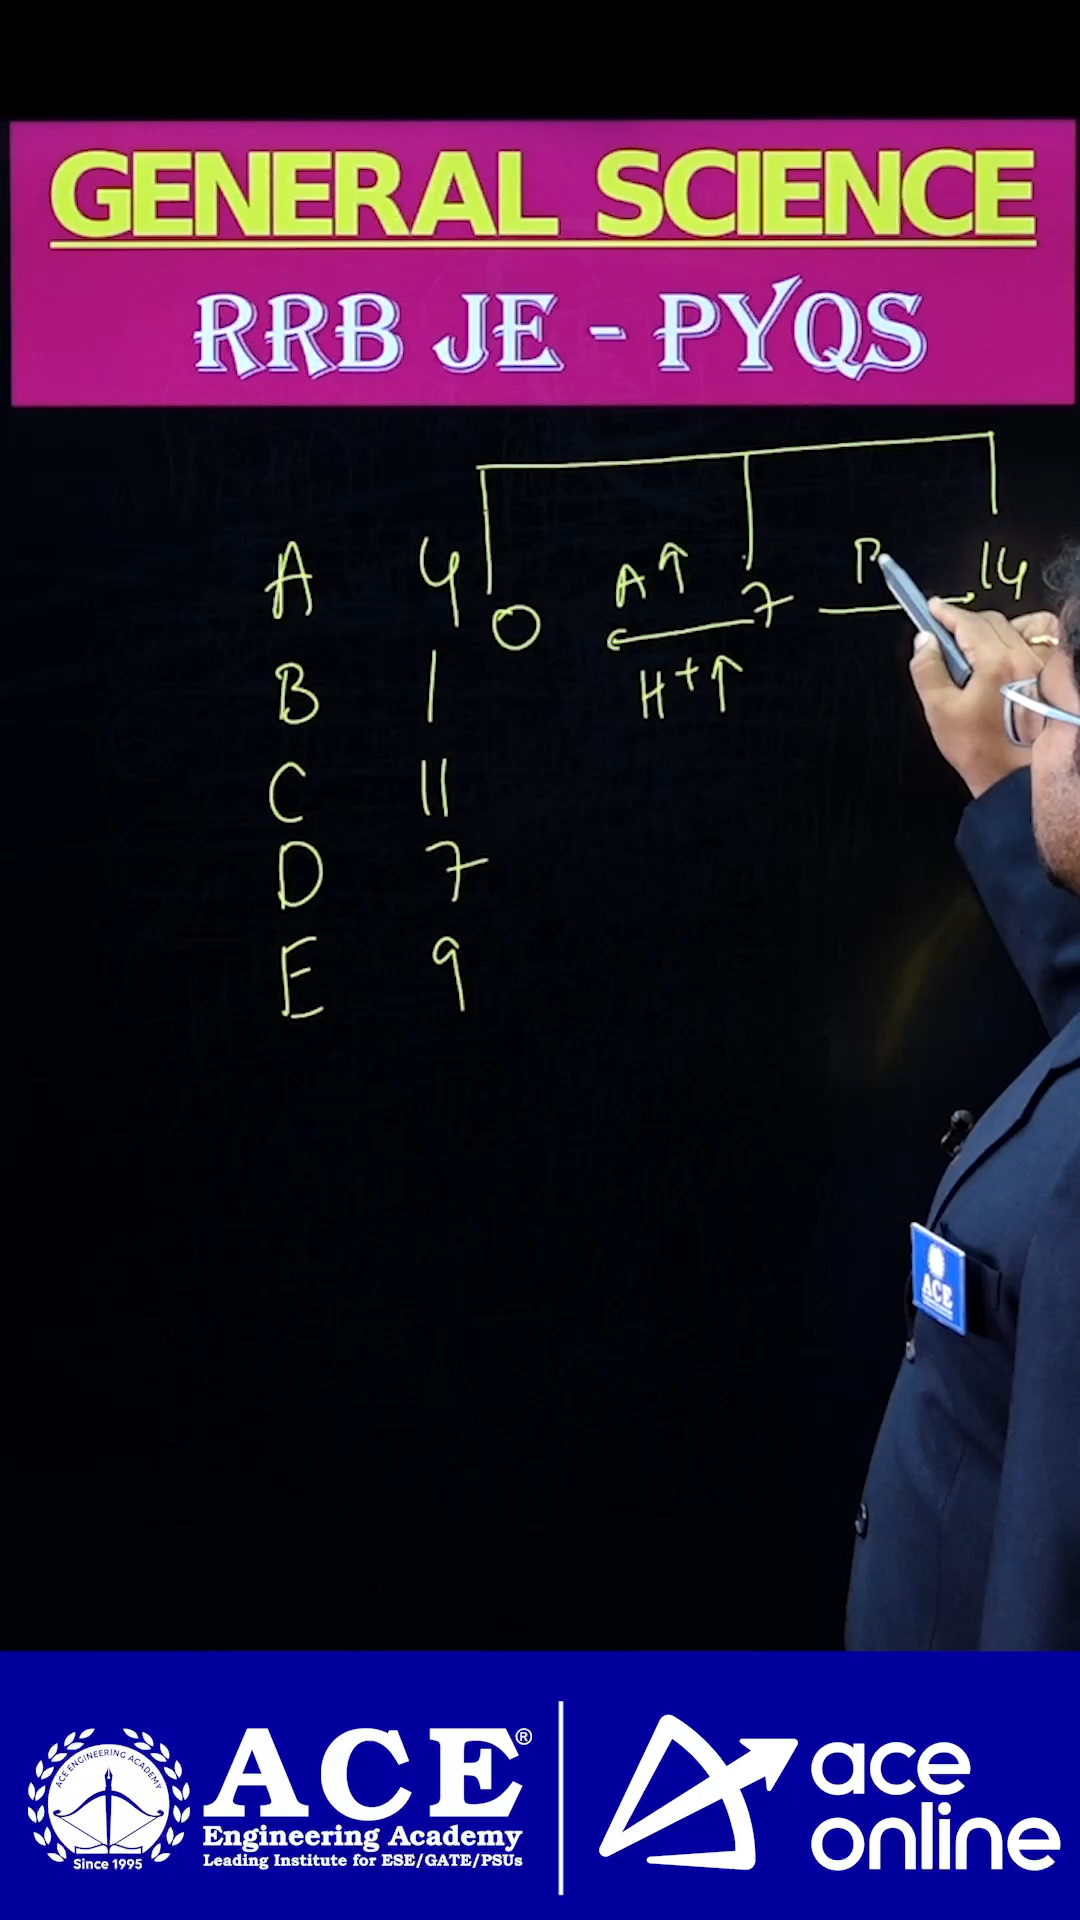 GENERAL SCIENCE
RRB JE - PYQS
A 4
B 1
C 11
D 7
E 9
0 A↑ 7 14
H+↑
ACE
ACE ENGINEERING ACADEMY
Since 1995
ACE®
Engineering Academy
Leading Institute for ESE/GATE/PSUs
ace
online